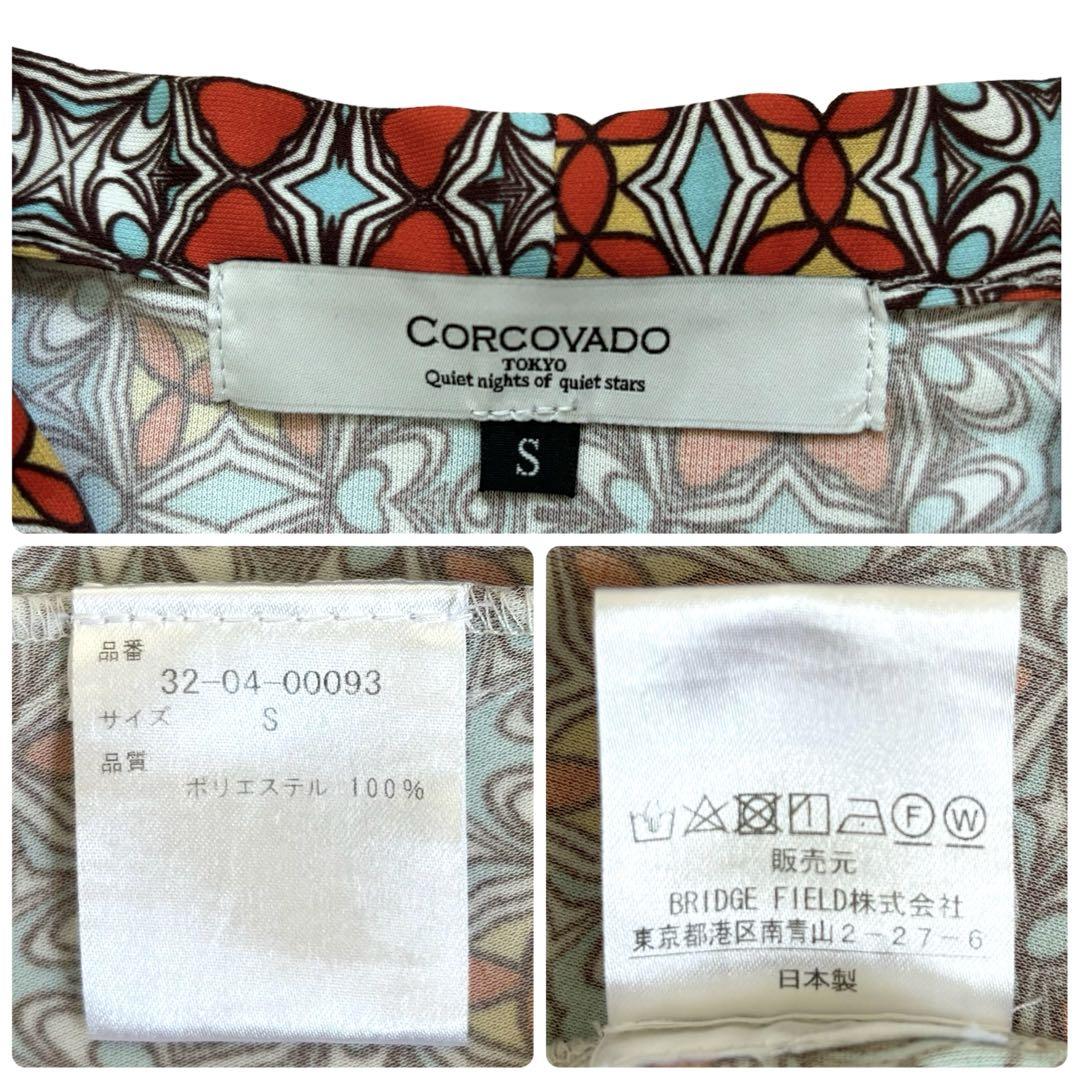 CORCOVADO
TOKYO
Quiet nights of quiet stars
S
品番
32-04-00093
サイズ S
品質
ポリエステル 100%
F W
販売元
BRIDGE FIELD株式会社
東京都港区南青山2-27-6
日本製